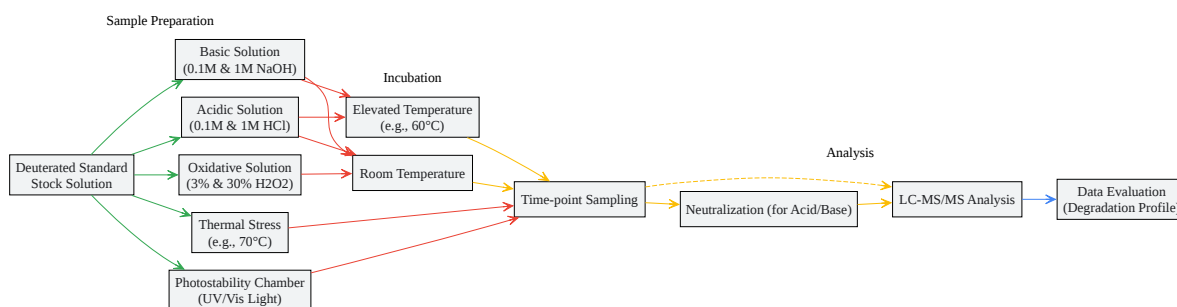 Sample Preparation
Basic Solution
(0.1M & 1M NaOH)
Incubation
Acidic Solution
(0.1M & 1M HCl)
Elevated Temperature
(e.g., 60°C)
Analysis
Deuterated Standard
Stock Solution
Oxidative Solution
(3% & 30% H2O2)
Room Temperature
Time-point Sampling
Neutralization (for Acid/Base)
LC-MS/MS Analysis
Data Evaluation
(Degradation Profile)
Thermal Stress
(e.g., 70°C)
Photostability Chamber
(UV/Vis Light)